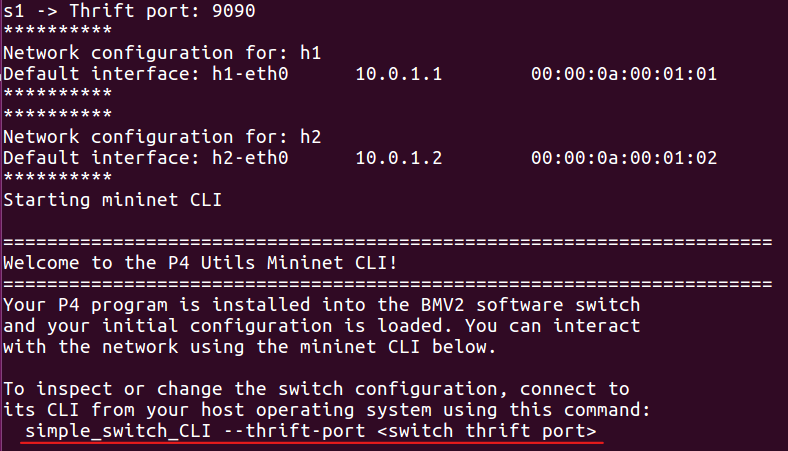 s1 -> Thrift port: 9090
**********
Network configuration for: h1
Default interface: h1-eth0      10.0.1.1        00:00:0a:00:01:01
**********
**********
Network configuration for: h2
Default interface: h2-eth0      10.0.1.2        00:00:0a:00:01:02
**********
Starting mininet CLI
======================================================================
Welcome to the P4 Utils Mininet CLI!
======================================================================
Your P4 program is installed into the BMV2 software switch
and your initial configuration is loaded. You can interact
with the network using the mininet CLI below.
To inspect or change the switch configuration, connect to
its CLI from your host operating system using this command:
  simple_switch_CLI --thrift-port <switch thrift port>